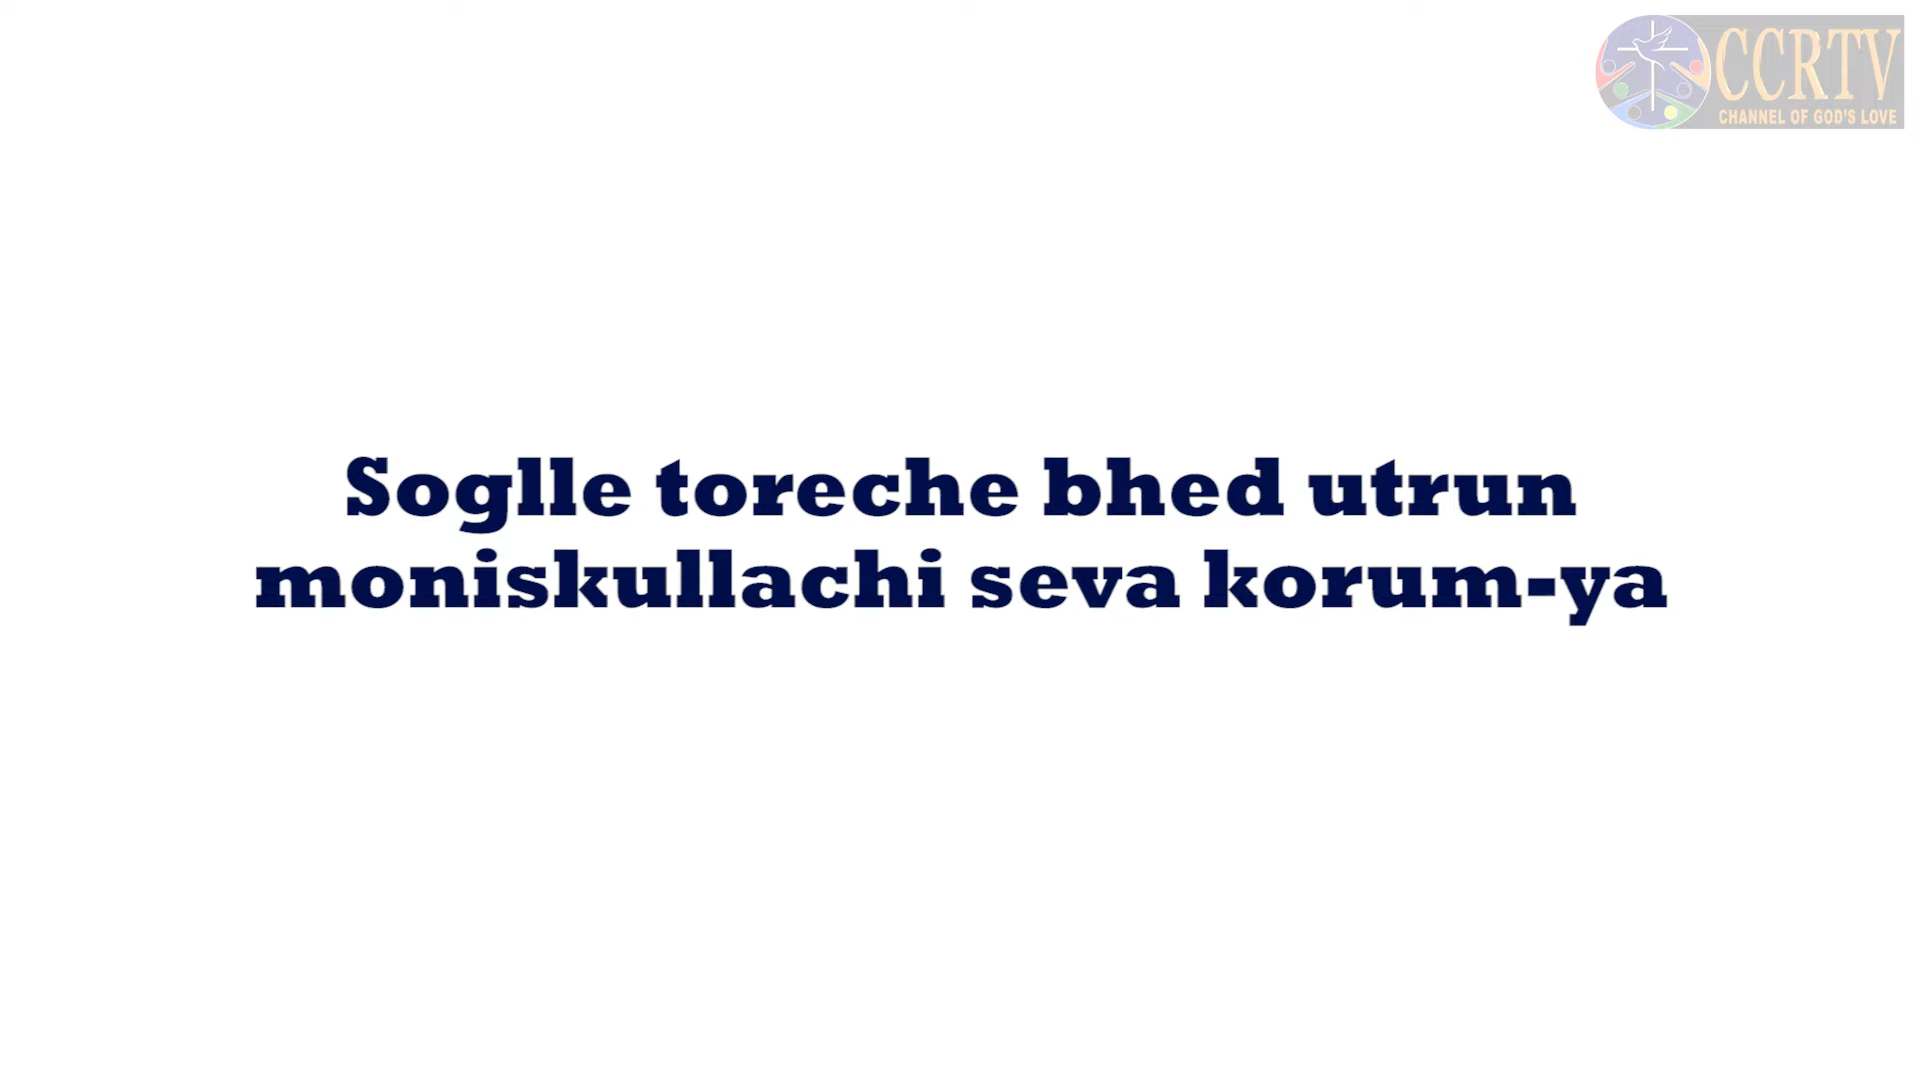 CCRTV
CHANNEL OF GOD'S LOVE
Soglle toreche bhed utrun
moniskullachi seva korum-ya